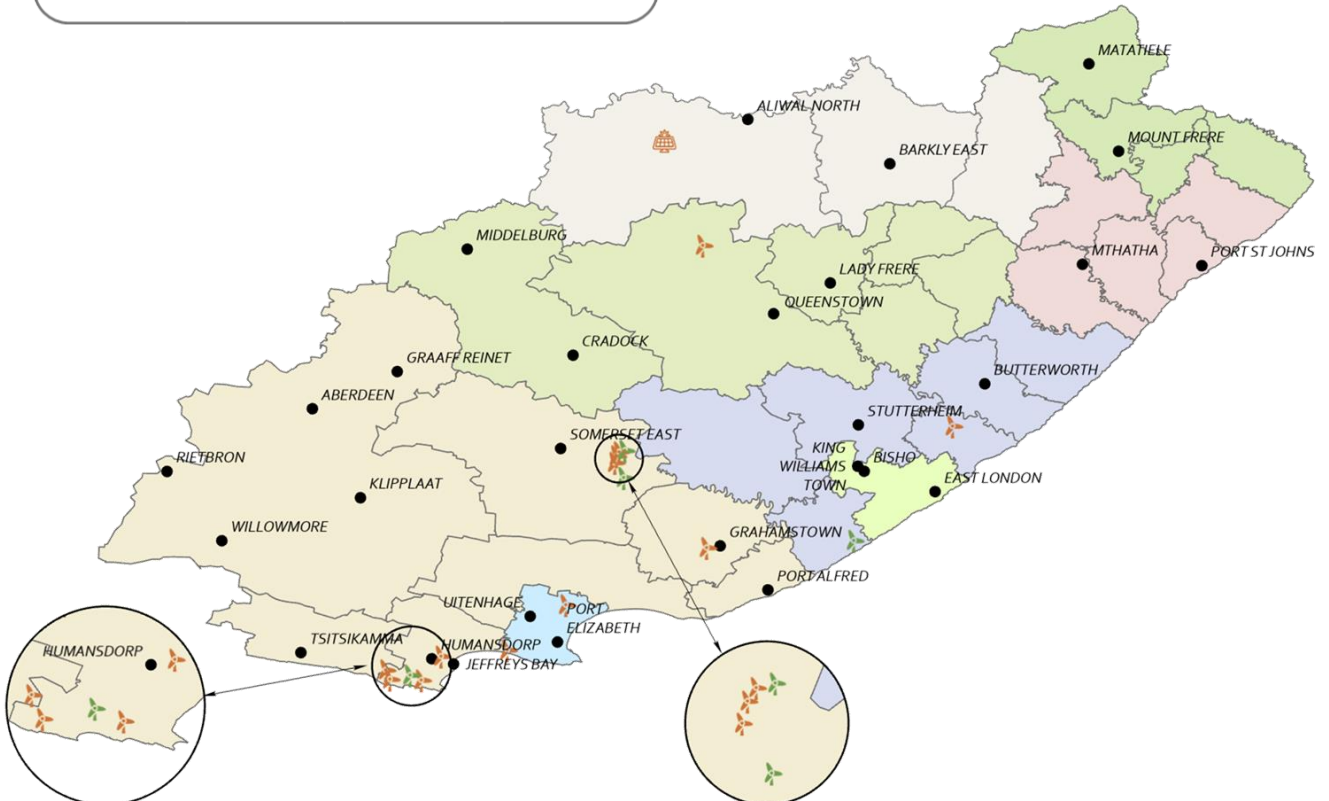 MATATIELE
ALIWAL NORTH
MOUNT FRERE
BARKLY EAST
MIDDELBURG
MTHATHA
PORT ST JOHNS
LADY FRERE
QUEENSTOWN
CRADOCK
GRAAFF REINET
BUTTERWORTH
ABERDEEN
STUTTERHEIM
SOMERSET EAST
KING
WILLIAMS
TOWN
BISHO
RIETBRON
EAST LONDON
KLIPPLAAT
WILLOWMORE
GRAHAMSTOWN
PORT ALFRED
UITENHAGE
PORT
ELIZABETH
TSITSIKAMMA
HUMANSDORP
JEFFREYS BAY
HUMANSDORP